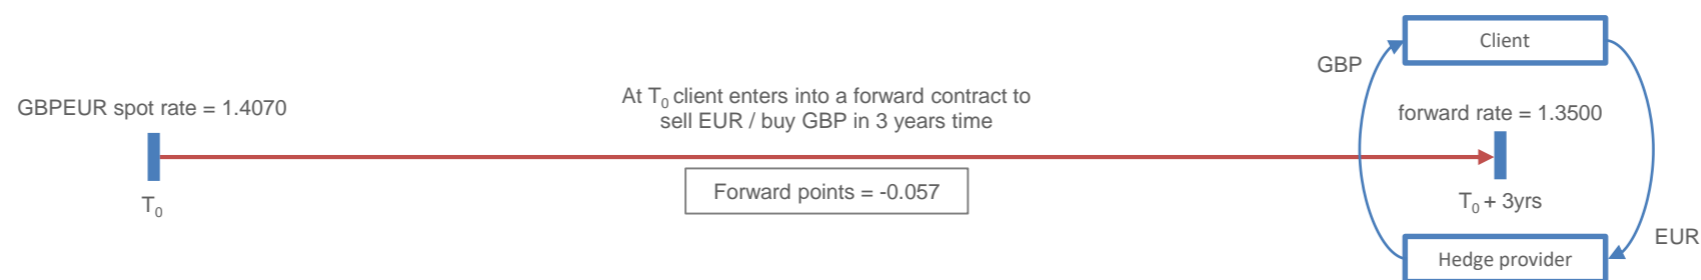 Client
GBP
GBPEUR spot rate = 1.4070
At T₀ client enters into a forward contract to
sell EUR / buy GBP in 3 years time
forward rate = 1.3500
Forward points = -0.057
T₀
T₀ + 3yrs
EUR
Hedge provider